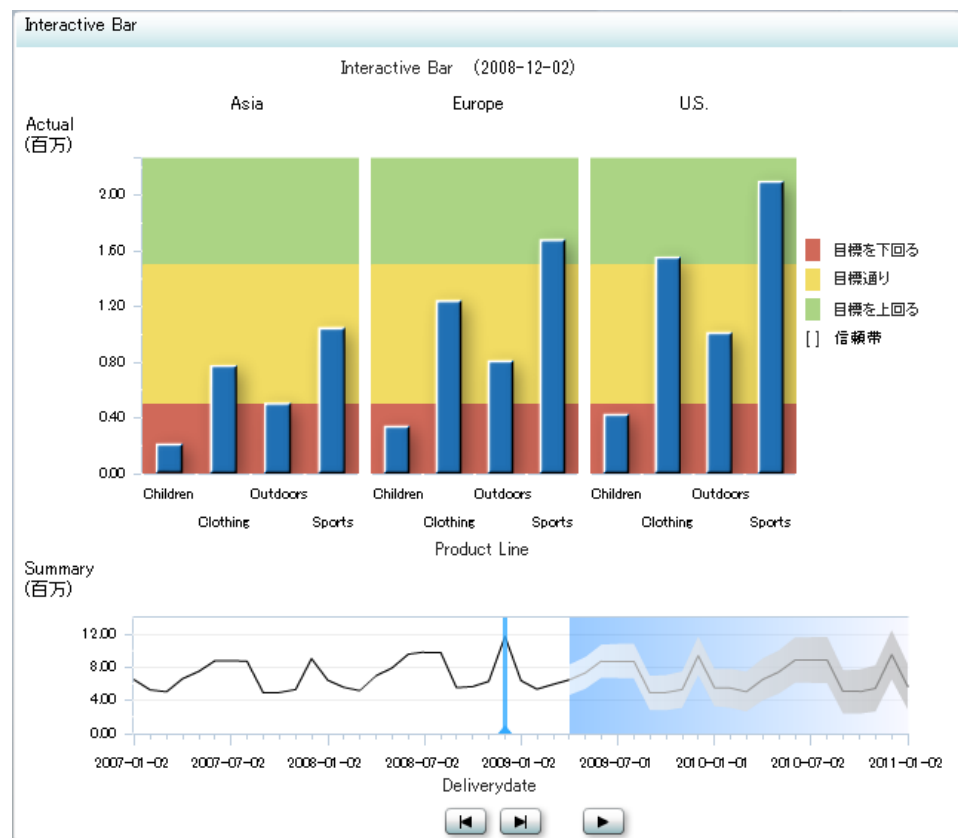 Interactive Bar
Interactive Bar (2008-12-02)
Asia Europe U.S.
Actual
(百万)
2.00
1.60
1.20
0.80
0.40
0.00
目標を下回る
目標通り
目標を上回る
[ ] 信頼帯
Children Outdoors Children Outdoors Children Outdoors
Clothing Sports Clothing Sports Clothing Sports
Product Line
Summary
(百万)
12.00
8.00
4.00
0.00
2007-01-02 2007-07-02 2008-01-02 2008-07-02 2009-01-02 2009-07-01 2010-01-01 2010-07-02 2011-01-02
Deliverydate